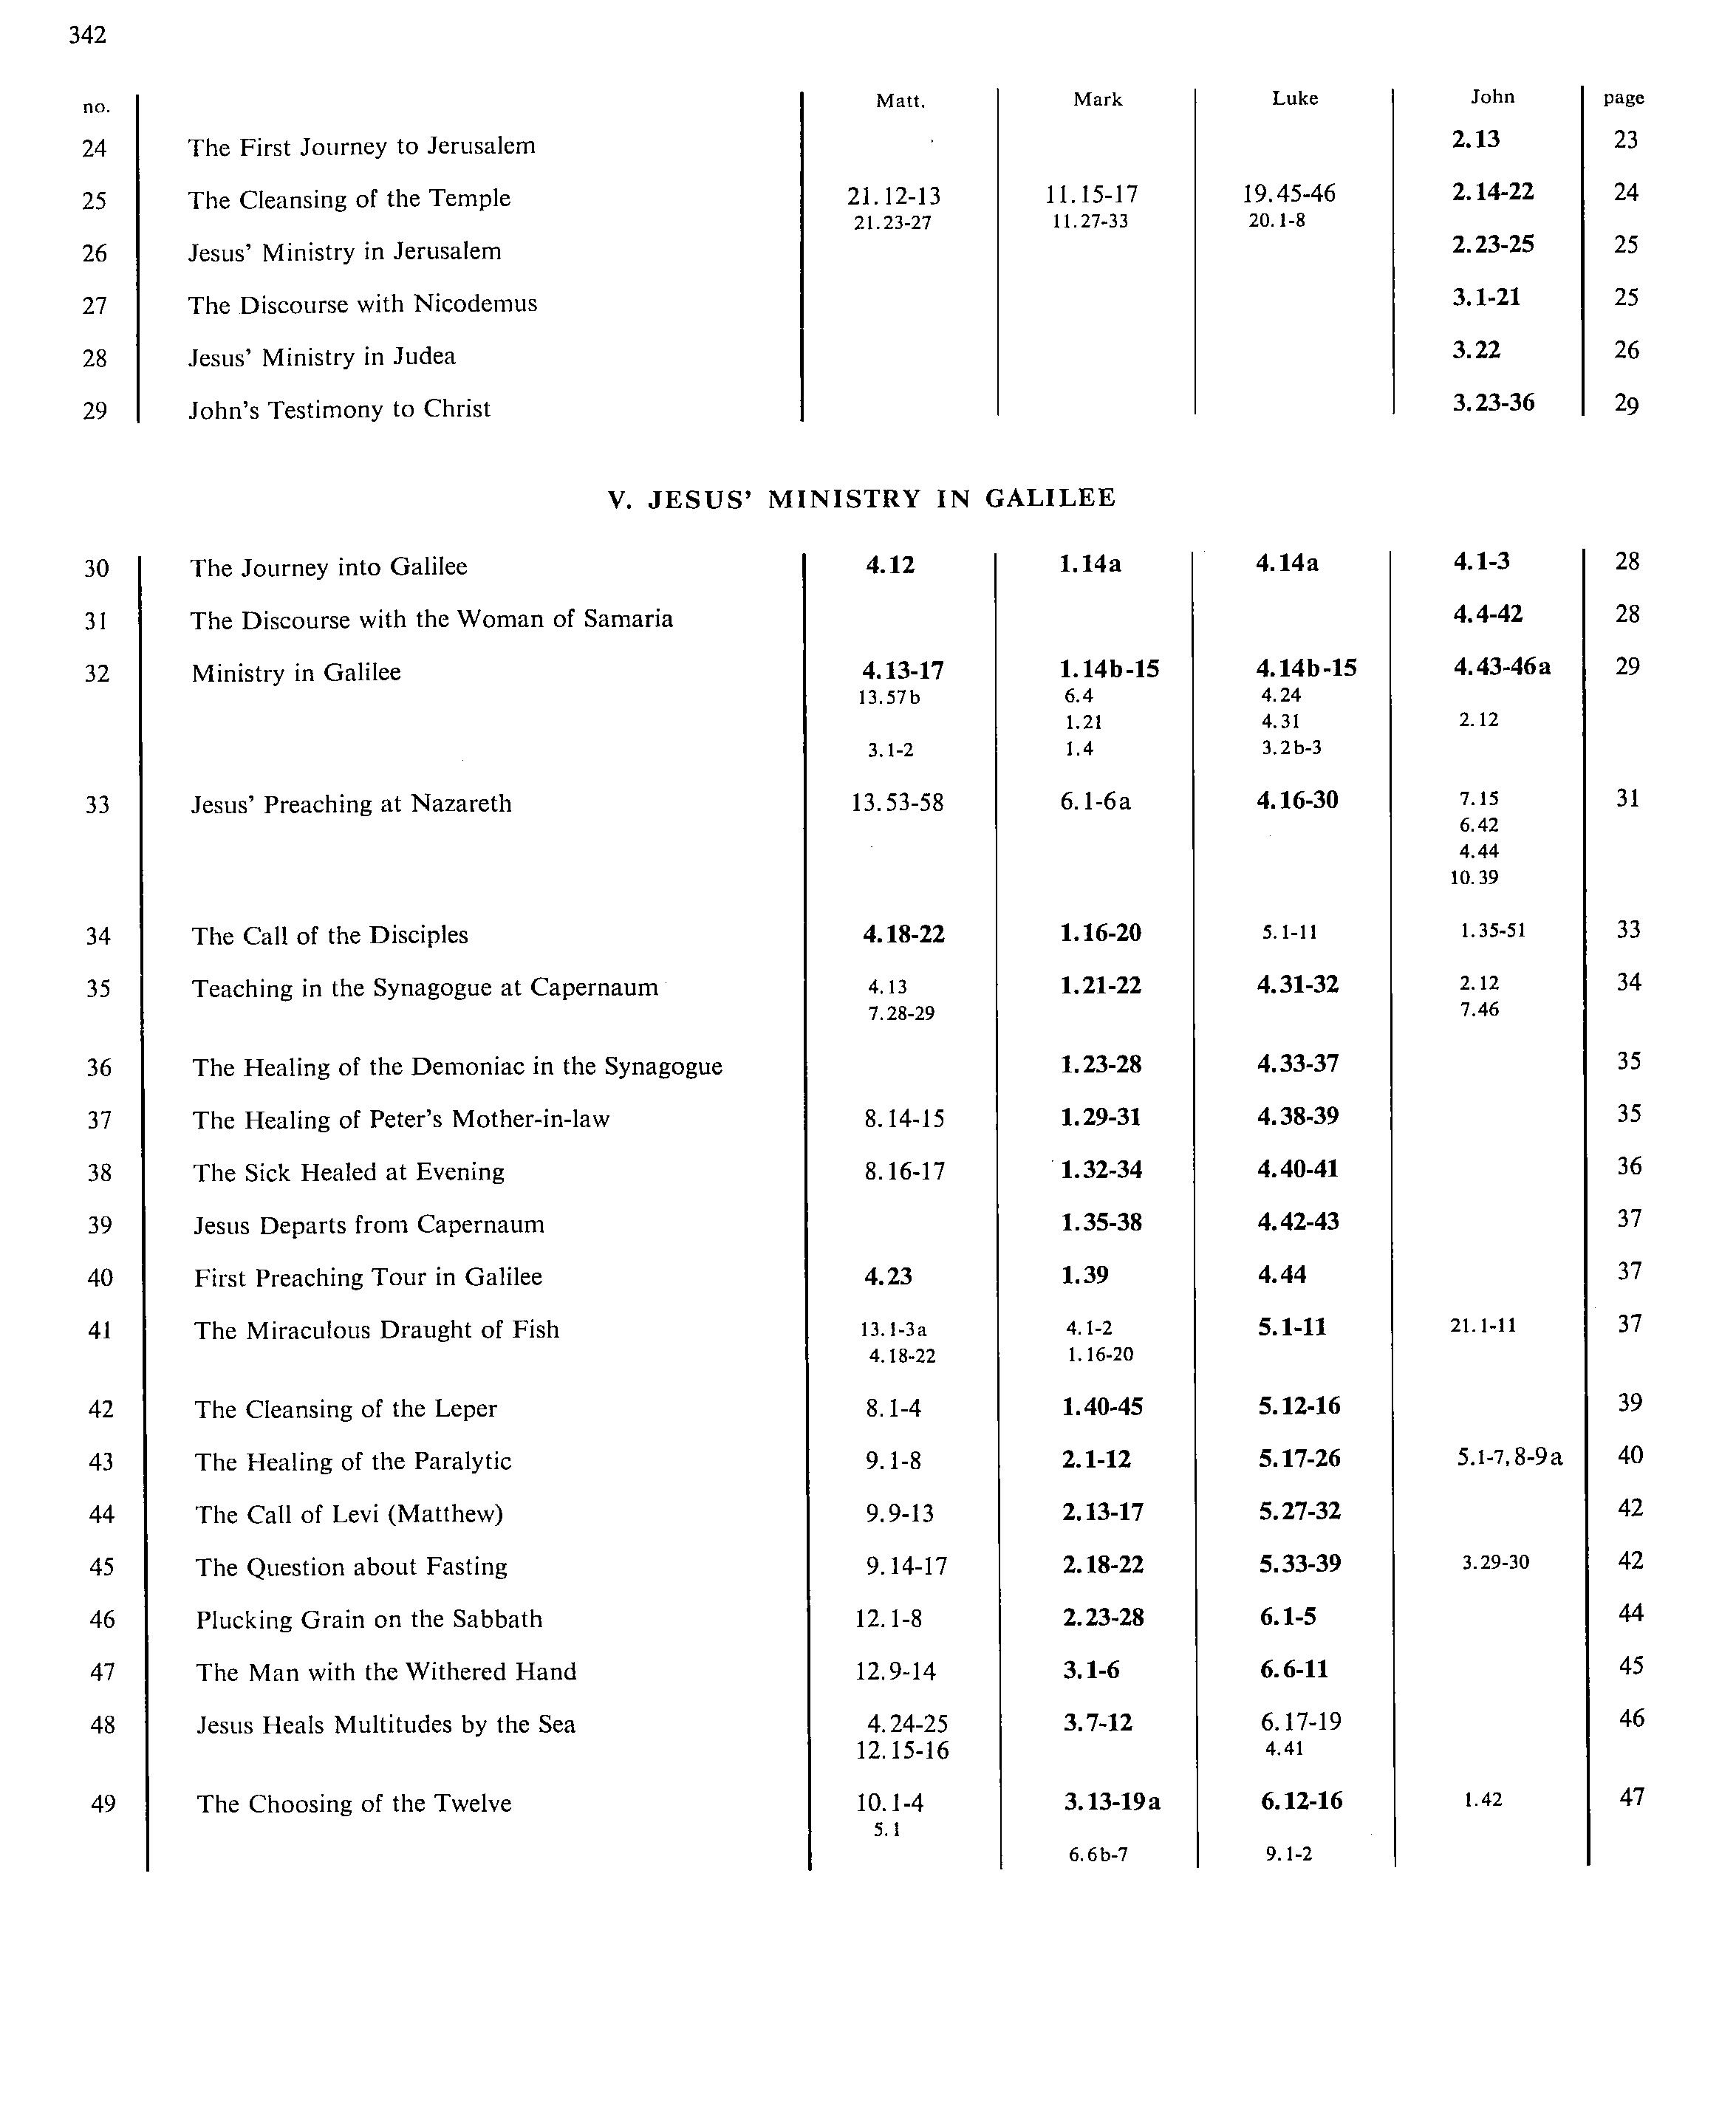 342
no. Matt. Mark Luke John page
24 The First Journey to Jerusalem 2.13 23
25 The Cleansing of the Temple 21.12-13 11.15-17 19.45-46 2.14-22 24
21.23-27 11.27-33 20.1-8
26 Jesus’ Ministry in Jerusalem 2.23-25 25
27 The Discourse with Nicodemus 3.1-21 25
28 Jesus’ Ministry in Judea 3.22 26
29 John’s Testimony to Christ 3.23-36 29
V. JESUS’ MINISTRY IN GALILEE
30 The Journey into Galilee 4.12 1.14a 4.14a 4.1-3 28
31 The Discourse with the Woman of Samaria 4.4-42 28
32 Ministry in Galilee 4.13-17 1.14b-15 4.14b-15 4.43-46a 29
13.57b 6.4 4.24
1.21 4.31 2.12
3.1-2 1.4 3.2b-3
33 Jesus’ Preaching at Nazareth 13.53-58 6.1-6a 4.16-30 7.15 31
6.42
4.44
10.39
34 The Call of the Disciples 4.18-22 1.16-20 5.1-11 1.35-51 33
35 Teaching in the Synagogue at Capernaum 4.13 1.21-22 4.31-32 2.12 34
7.28-29 7.46
36 The Healing of the Demoniac in the Synagogue 1.23-28 4.33-37 35
37 The Healing of Peter’s Mother-in-law 8.14-15 1.29-31 4.38-39 35
38 The Sick Healed at Evening 8.16-17 1.32-34 4.40-41 36
39 Jesus Departs from Capernaum 1.35-38 4.42-43 37
40 First Preaching Tour in Galilee 4.23 1.39 4.44 37
41 The Miraculous Draught of Fish 13.1-3a 4.1-2 5.1-11 21.1-11 37
4.18-22 1.16-20
42 The Cleansing of the Leper 8.1-4 1.40-45 5.12-16 39
43 The Healing of the Paralytic 9.1-8 2.1-12 5.17-26 5.1-7,8-9a 40
44 The Call of Levi (Matthew) 9.9-13 2.13-17 5.27-32 42
45 The Question about Fasting 9.14-17 2.18-22 5.33-39 3.29-30 42
46 Plucking Grain on the Sabbath 12.1-8 2.23-28 6.1-5 44
47 The Man with the Withered Hand 12.9-14 3.1-6 6.6-11 45
48 Jesus Heals Multitudes by the Sea 4.24-25 3.7-12 6.17-19 46
12.15-16 4.41
49 The Choosing of the Twelve 10.1-4 3.13-19a 6.12-16 1.42 47
5.1
6.6b-7 9.1-2